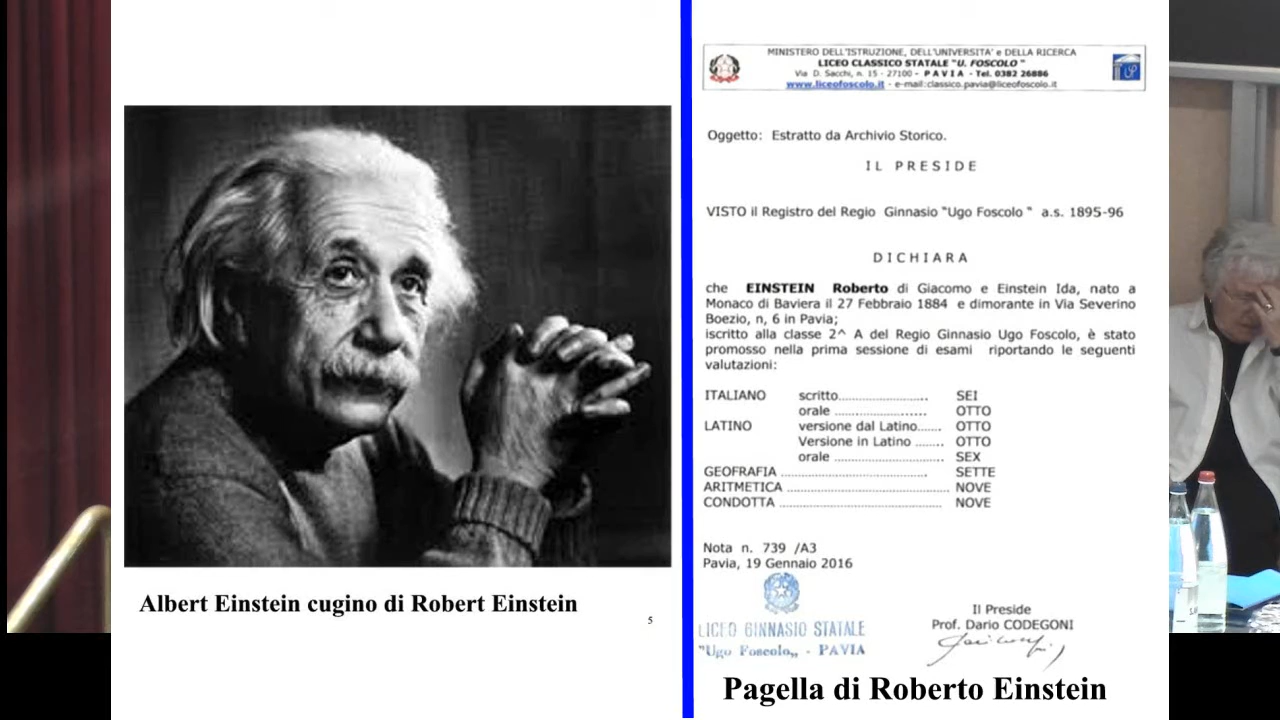 Albert Einstein cugino di Robert Einstein
5
MINISTERO DELL'ISTRUZIONE, DELL'UNIVERSITA' e DELLA RICERCA
LICEO CLASSICO STATALE "U. FOSCOLO"
Via D. Sacchi, n. 15 - 27100 - PAVIA - Tel. 0382 26886
www.liceofoscolo.it - e-mail:classico.pavia@liceofoscolo.it
Oggetto: Estratto da Archivio Storico.
IL PRESIDE
VISTO il Registro del Regio Ginnasio "Ugo Foscolo " a.s. 1895-96
DICHIARA
che EINSTEIN Roberto di Giacomo e Einstein Ida, nato a
Monaco di Baviera il 27 Febbraio 1884 e dimorante in Via Severino
Boezio, n, 6 in Pavia;
iscritto alla classe 2^ A del Regio Ginnasio Ugo Foscolo, è stato
promosso nella prima sessione di esami riportando le seguenti
valutazioni:
ITALIANO scritto........................ SEI
orale ........................ OTTO
LATINO versione dal Latino...... OTTO
Versione in Latino ....... OTTO
orale ............................ SEX
GEOFRAFIA ................................... SETTE
ARITMETICA ....................................... NOVE
CONDOTTA ....................................... NOVE
Nota n. 739 /A3
Pavia, 19 Gennaio 2016
Il Preside
Prof. Dario CODEGONI
LICEO GINNASIO STATALE
"Ugo Foscolo„ - PAVIA
Pagella di Roberto Einstein